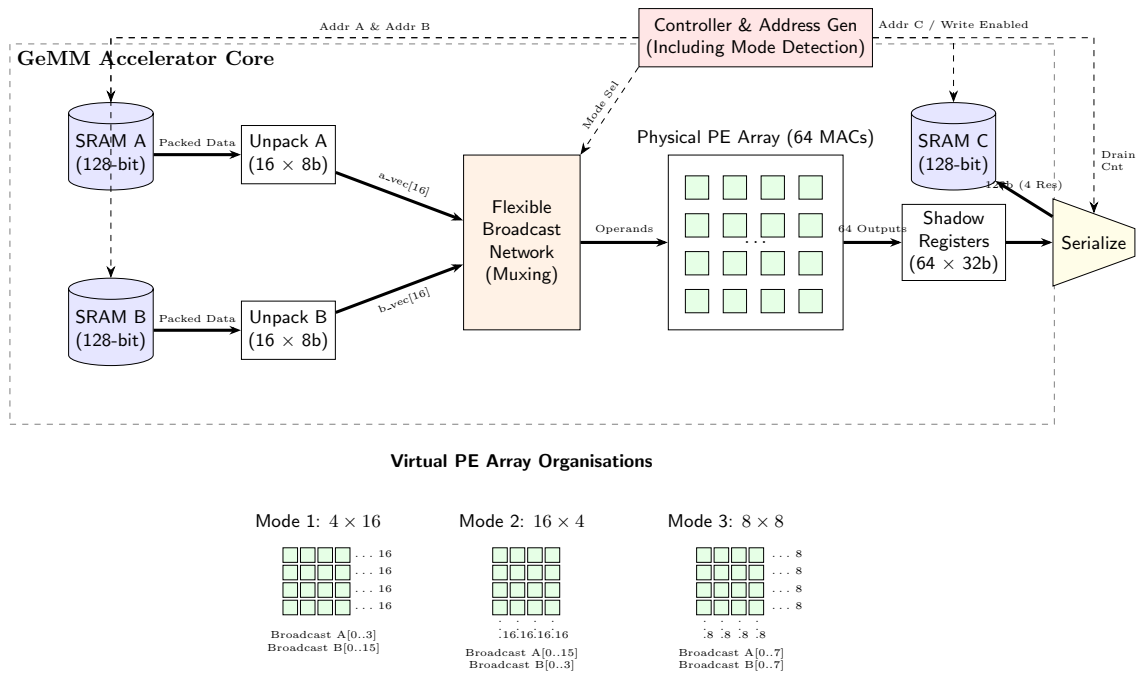 Addr A & Addr B
Controller & Address Gen
(Including Mode Detection)
Addr C / Write Enabled
GeMM Accelerator Core
Mode Sel
SRAM A
(128-bit)
Packed Data
Unpack A
(16 × 8b)
a_vec[16]
Flexible
Broadcast
Network
(Muxing)
Operands
Physical PE Array (64 MACs)
...
64 Outputs
SRAM C
(128-bit)
128b (4 Res)
Drain
Cnt
Shadow
Registers
(64 × 32b)
Serialize
SRAM B
(128-bit)
Packed Data
Unpack B
(16 × 8b)
b_vec[16]
Virtual PE Array Organisations
Mode 1: 4 × 16
... 16
... 16
... 16
... 16
Broadcast A[0..3]
Broadcast B[0..15]
Mode 2: 16 × 4
⋮16 ⋮16 ⋮16 ⋮16
Broadcast A[0..15]
Broadcast B[0..3]
Mode 3: 8 × 8
... 8
... 8
... 8
... 8
⋮8 ⋮8 ⋮8 ⋮8
Broadcast A[0..7]
Broadcast B[0..7]